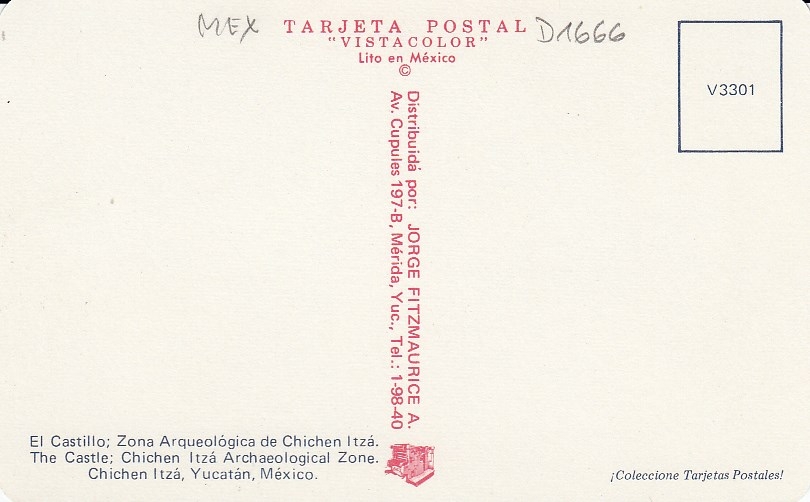 MEX
TARJETA POSTAL
D1666
"VISTACOLOR"
Lito en México
©
V3301
Distribuidá por: JORGE FITZMAURICE A.
Av. Cupules 197-B, Mérida, Yuc., Tel.: 1-98-40
El Castillo; Zona Arqueológica de Chichen Itzá.
The Castle; Chichen Itzá Archaeological Zone.
Chichen Itzá, Yucatán, México.
¡Coleccione Tarjetas Postales!